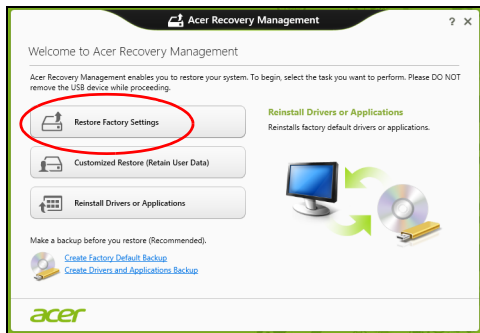 Acer Recovery Management
? ×
Welcome to Acer Recovery Management
Acer Recovery Management enables you to restore your system. To begin, select the task you want to perform. Please DO NOT
remove the USB device while proceeding.
Restore Factory Settings
Customized Restore (Retain User Data)
Reinstall Drivers or Applications
Reinstall Drivers or Applications
Reinstalls factory default drivers or applications.
Make a backup before you restore (Recommended).
Create Factory Default Backup
Create Drivers and Applications Backup
acer